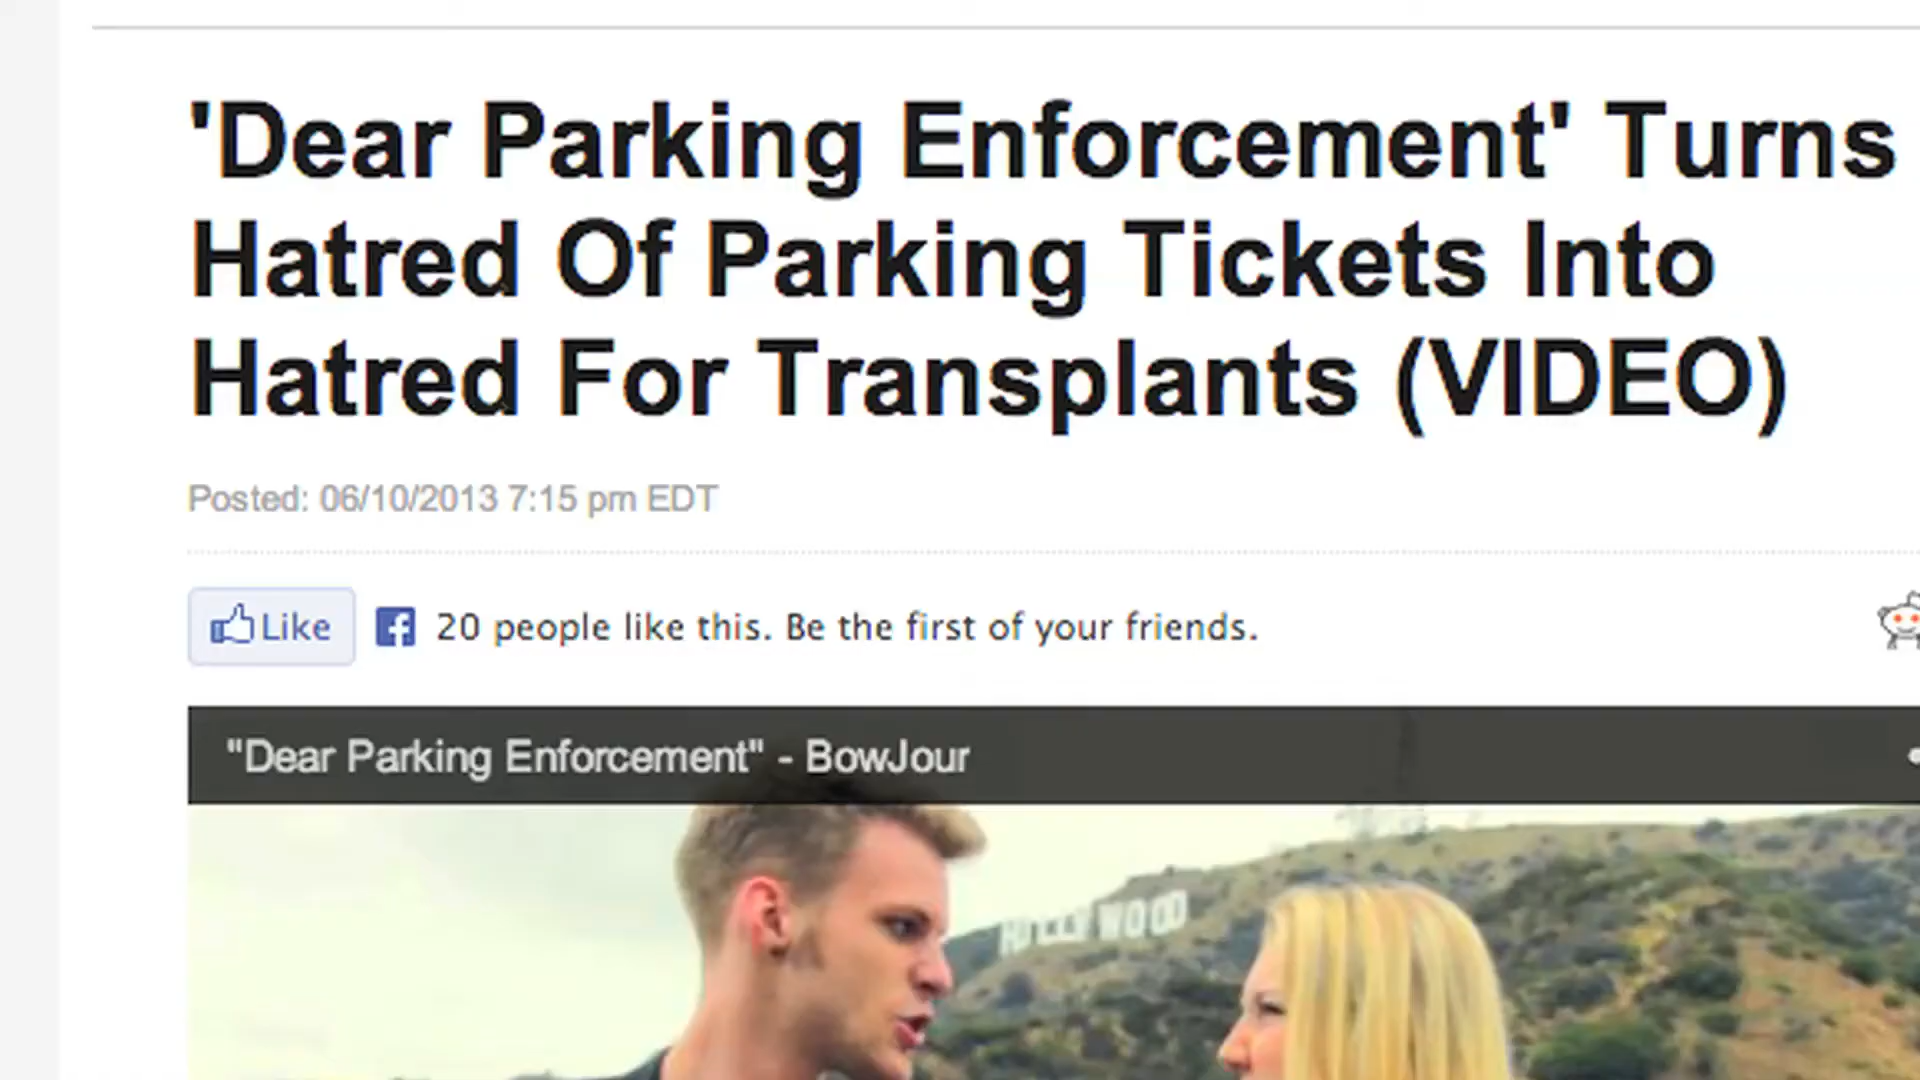 'Dear Parking Enforcement' Turns
Hatred Of Parking Tickets Into
Hatred For Transplants (VIDEO)
Posted: 06/10/2013 7:15 pm EDT
Like
20 people like this. Be the first of your friends.
"Dear Parking Enforcement" - BowJour
HOLLYWOOD